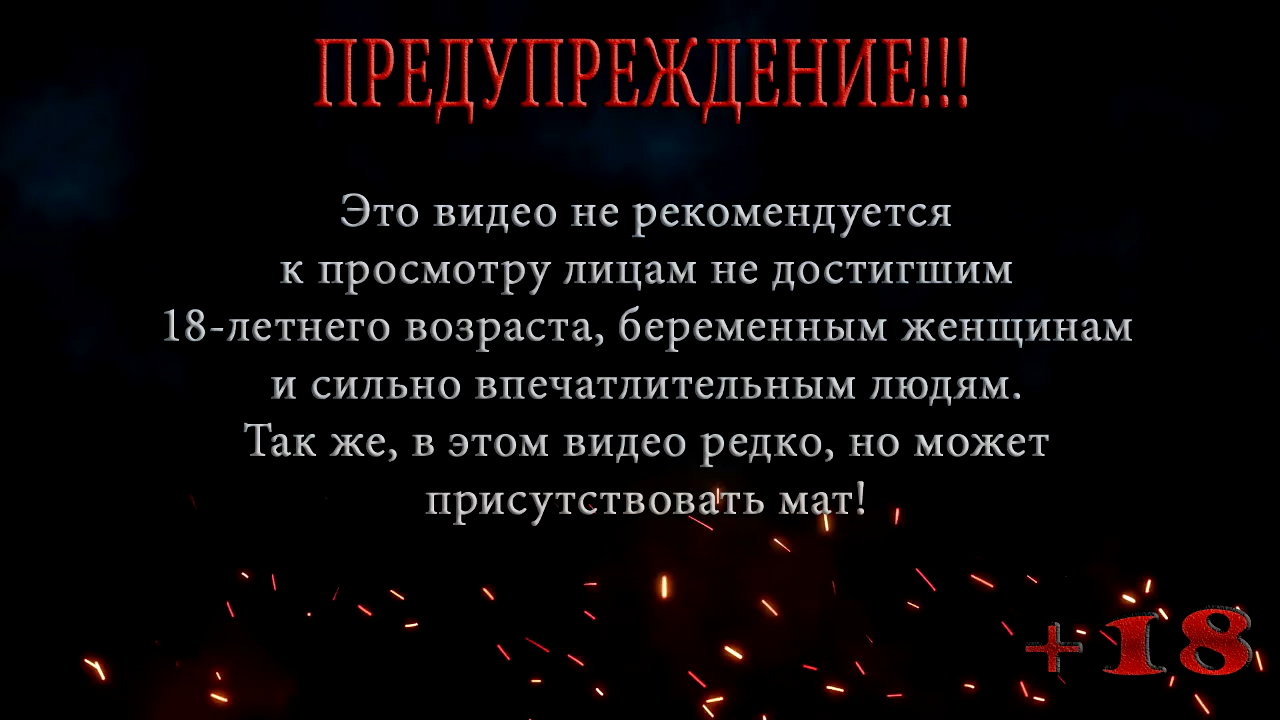 ПРЕДУПРЕЖДЕНИЕ!!!
Это видео не рекомендуется
к просмотру лицам не достигшим
18-летнего возраста, беременным женщинам
и сильно впечатлительным людям.
Так же, в этом видео редко, но может
присутствовать мат!
+18